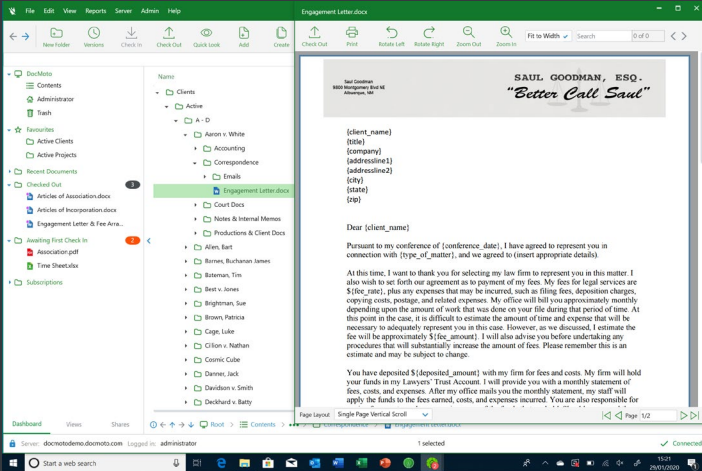 File Edit View Reports Server Admin Help
New Folder Versions Check In Check Out Quick Look Add Create
DocMoto
Contents
Administrator
Trash
Favourites
Active Clients
Active Projects
Recent Documents
Checked Out 3
Articles of Association.docx
Articles of Incorporation.docx
Engagement Letter & Fee Arra...
Awaiting First Check In 2
Association.pdf
Time Sheet.xlsx
Subscriptions
Dashboard Views Shares
Name
Clients
Active
A - D
Aaron v. White
Accounting
Correspondence
Emails
Engagement Letter.docx
Court Docs
Notes & Internal Memos
Productions & Client Docs
Allen, Bart
Barnes, Buchanan James
Bateman, Tim
Best v. Jones
Brightman, Sue
Brown, Patricia
Cage, Luke
Cillon v. Nathan
Cosmic Cube
Danner, Jack
Davidson v. Smith
Deckhard v. Batty
Root > Contents > Correspondence > Engagement Letter.docx
Engagement Letter.docx
Check Out Print Rotate Left Rotate Right Zoom Out Zoom In Fit to Width Search 0 of 0
Saul Goodman
9800 Montgomery Blvd NE
Albuquerque, NM
SAUL GOODMAN, ESQ.
"Better Call Saul"
{client_name}
{title}
{company}
{addressline1}
{addressline2}
{city}
{state}
{zip}
Dear {client_name}
Pursuant to my conference of {conference_date}, I have agreed to represent you in
connection with {type_of_matter}, and we agreed to (insert appropriate details).
At this time, I want to thank you for selecting my law firm to represent you in this matter. I
also wish to set forth our agreement as to payment of my fees. My fees for legal services are
${fee_rate}, plus any expenses that may be incurred, such as filing fees, deposition charges,
copying costs, postage, and related expenses. My office will bill you approximately monthly
depending upon the amount of work that was done on your file during that period of time. At
this point in the case, it is difficult to estimate the amount of time and expense that will be
necessary to adequately represent you in this case. However, as we discussed, I estimate the
fee will be approximately ${fee_amount}. I will also advise you before undertaking any
procedures that will substantially increase the amount of fees. Please remember this is an
estimate and may be subject to change.
You have deposited ${deposited_amount} with my firm for fees and costs. My firm will hold
your funds in my Lawyers' Trust Account. I will provide you with a monthly statement of
fees, costs, and expenses. After my office mails you the monthly statement, my staff will
apply the funds to the fees earned, costs, and expenses incurred. You are also responsible for
Page Layout Single Page Vertical Scroll Page 1/2
Server: docmotodemo.docmoto.com Logged in: administrator 1 selected Connected
Start a web search
15:21
29/01/2020